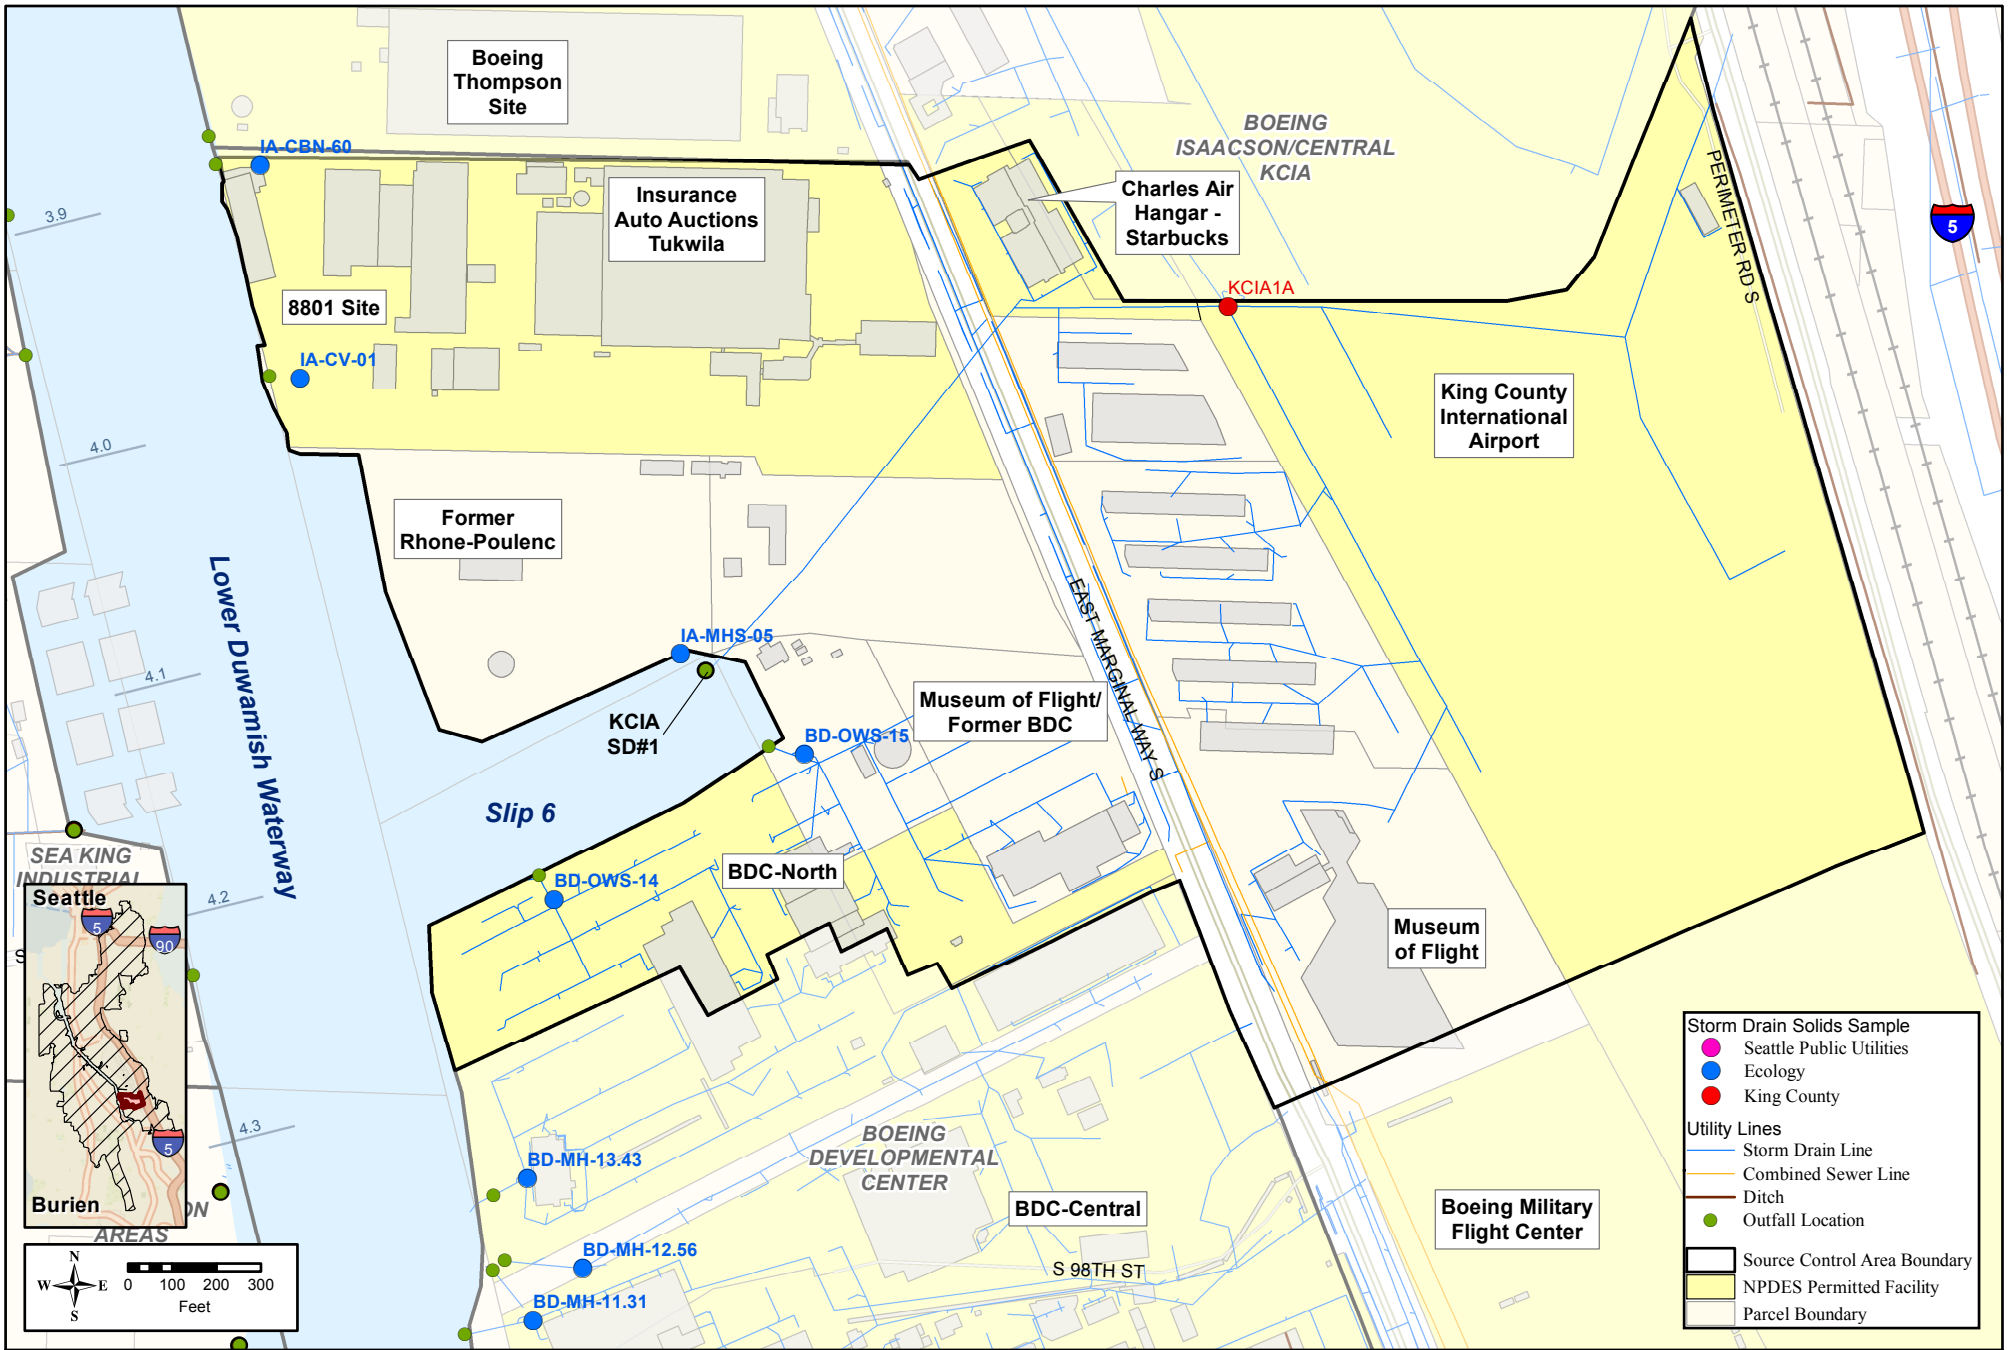 Boeing
Thompson
Site
IA-CBN-60
Insurance
Auto Auctions
Tukwila
BOEING
ISAACSON/CENTRAL
KCIA
Charles Air
Hangar -
Starbucks
PERIMETER RD S
5
3.9
8801 Site
KCIA1A
IA-CV-01
King County
International
Airport
4.0
Former
Rhone-Poulenc
Lower Duwamish Waterway
EAST MARGINAL WAY S
IA-MHS-05
4.1
KCIA
SD#1
Museum of Flight/
Former BDC
BD-OWS-15
Slip 6
SEA KING
INDUSTRIAL
BDC-North
BD-OWS-14
4.2
Museum
of Flight
S
Seattle
5
90
5
Burien
ON
AREAS
4.3
BOEING
DEVELOPMENTAL
CENTER
BD-MH-13.43
BDC-Central
Boeing Military
Flight Center
BD-MH-12.56
S 98TH ST
BD-MH-11.31
N
W E
S
0 100 200 300
Feet
Storm Drain Solids Sample
Seattle Public Utilities
Ecology
King County
Utility Lines
Storm Drain Line
Combined Sewer Line
Ditch
Outfall Location
Source Control Area Boundary
NPDES Permitted Facility
Parcel Boundary